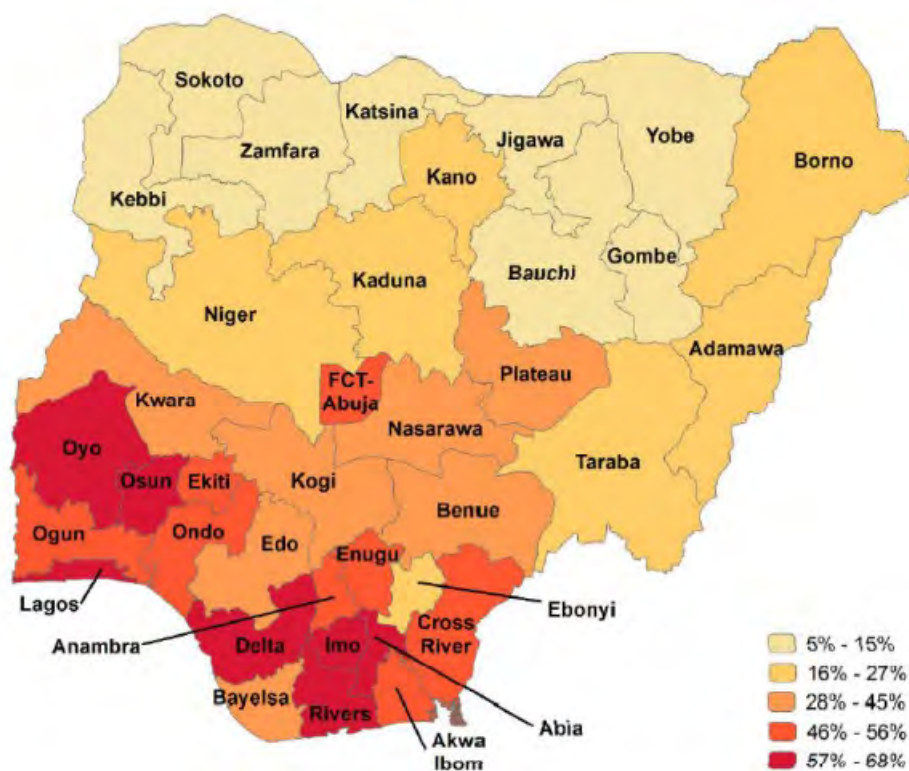 Sokoto
Katsina
Jigawa
Yobe
Borno
Zamfara
Kano
Kebbi
Gombe
Bauchi
Kaduna
Niger
Adamawa
FCT-
Abuja
Plateau
Kwara
Nasarawa
Oyo
Taraba
Osun
Ekiti
Kogi
Benue
Ogun
Ondo
Edo
Enugu
Lagos
Ebonyi
Anambra
Cross
River
Delta
Imo
Bayelsa
Rivers
Abia
Akwa
Ibom
5% - 15%
16% - 27%
28% - 45%
46% - 56%
57% - 68%